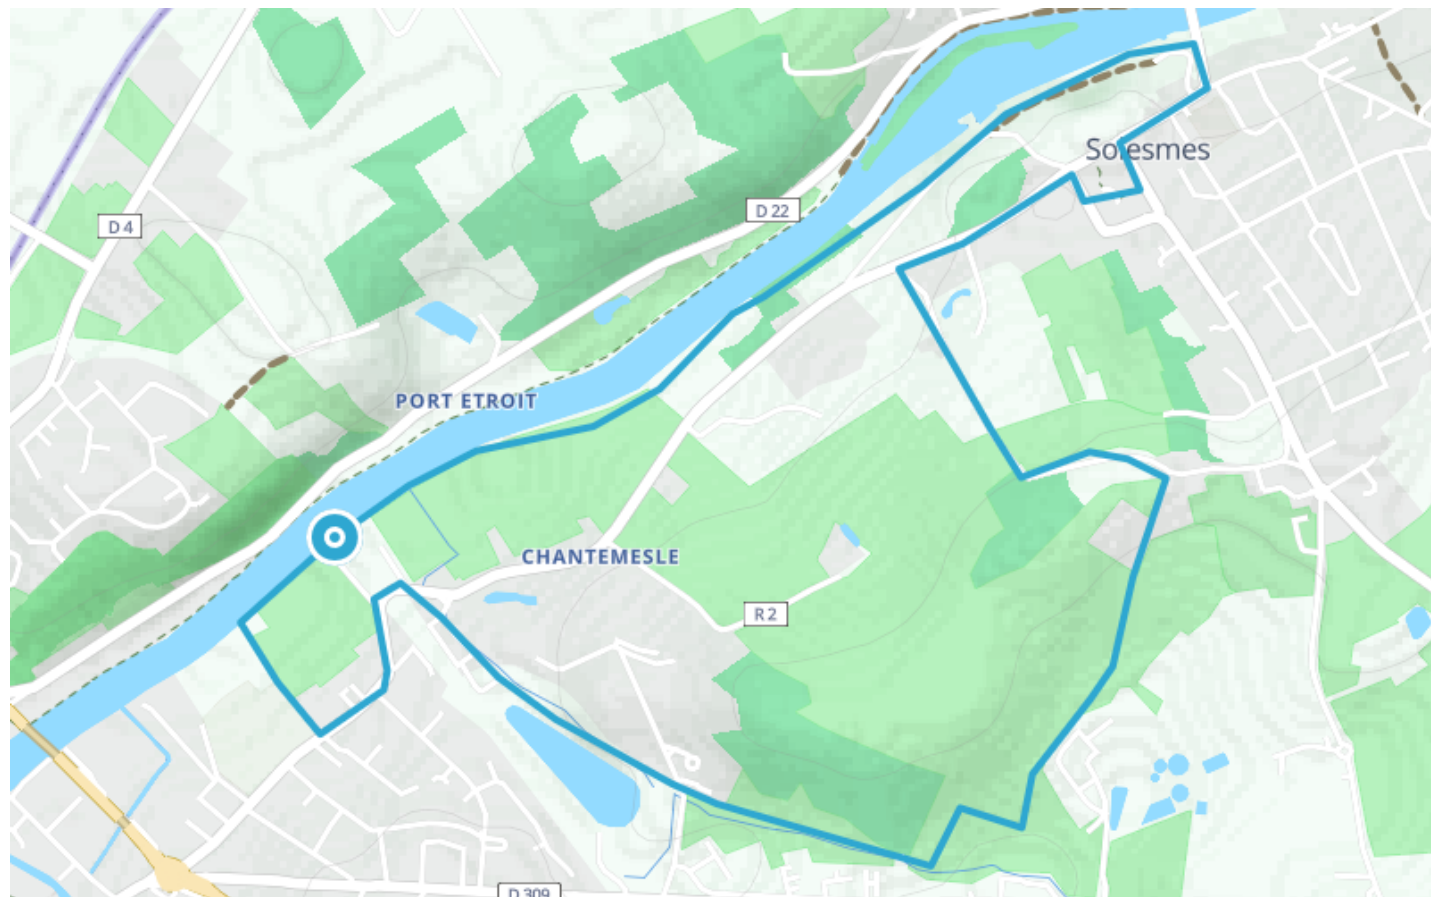 Solesmes
D 22
D 4
PORT ETROIT
CHANTEMESLE
R 2
D 309